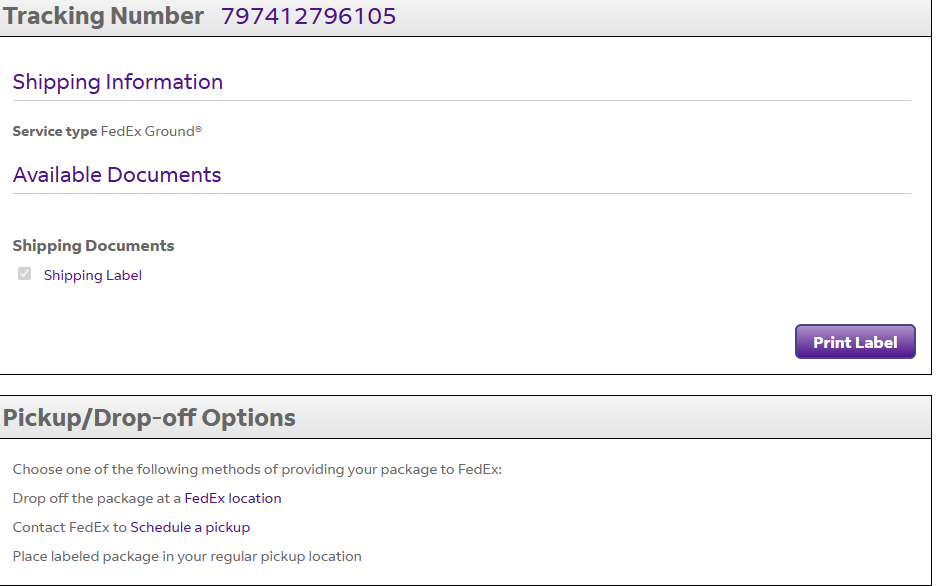 Tracking Number 797412796105
Shipping Information
Service type FedEx Ground®
Available Documents
Shipping Documents
Shipping Label
Print Label
Pickup/Drop-off Options
Choose one of the following methods of providing your package to FedEx:
Drop off the package at a FedEx location
Contact FedEx to Schedule a pickup
Place labeled package in your regular pickup location